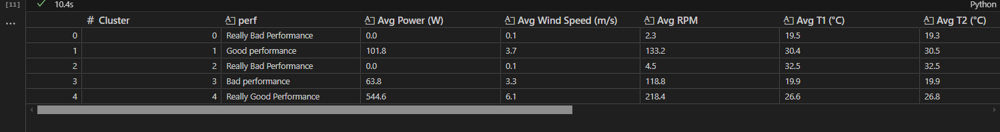 [11] 10.4s Python
... # Cluster perf Avg Power (W) Avg Wind Speed (m/s) Avg RPM Avg T1 (°C) Avg T2 (°C)
0 0 Really Bad Performance 0.0 0.1 2.3 19.5 19.3
1 1 Good performance 101.8 3.7 133.2 30.4 30.5
2 2 Really Bad Performance 0.0 0.1 4.5 32.5 32.5
3 3 Bad performance 63.8 3.3 118.8 19.9 19.9
4 4 Really Good Performance 544.6 6.1 218.4 26.6 26.8